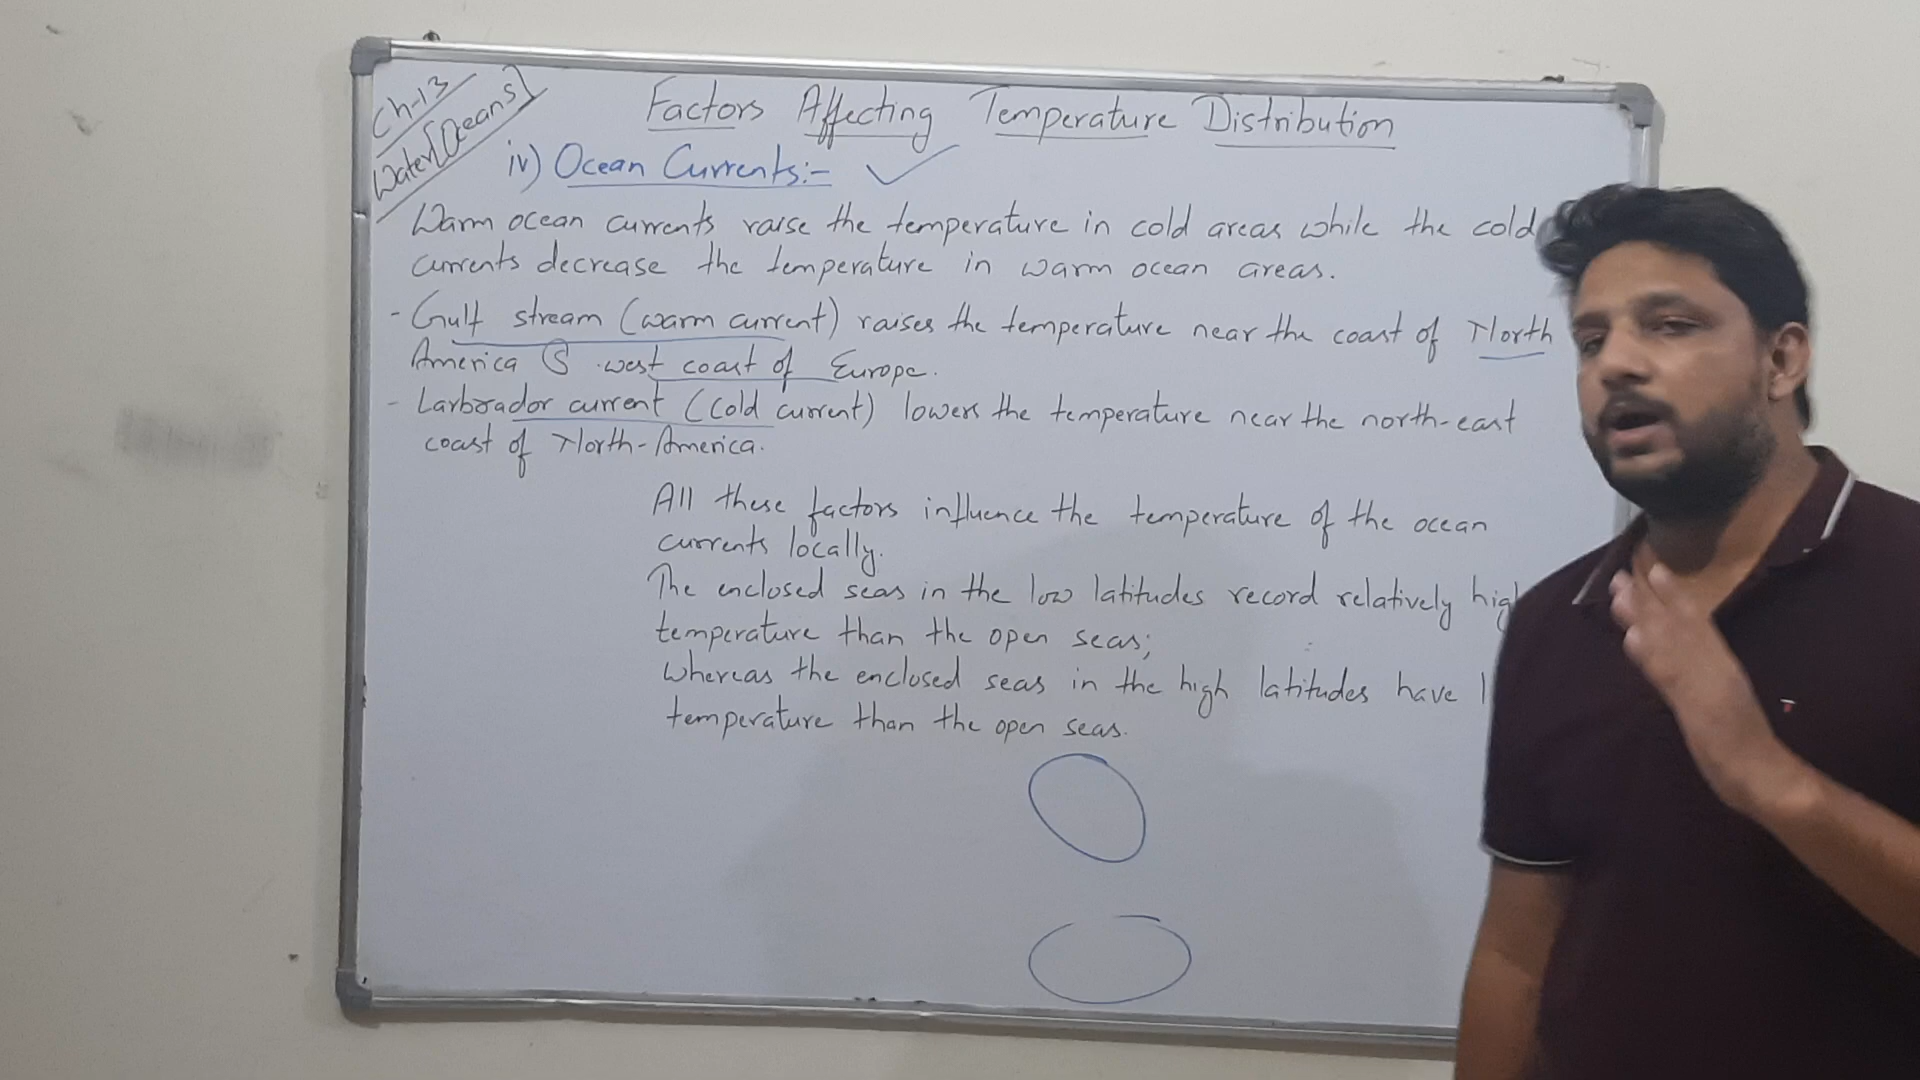 Ch-13
Water[Oceans]
Factors Affecting Temperature Distribution
iv) Ocean Currents:-
Warm ocean currents raise the temperature in cold areas while the cold
currents decrease the temperature in warm ocean areas.
- Gulf stream (warm current) raises the temperature near the coast of North
America & west coast of Europe.
- Larborador current (Cold current) lowers the temperature near the north-east
coast of North-America.
All these factors influence the temperature of the ocean
currents locally.
The enclosed seas in the low latitudes record relatively
temperature than the open seas;
Whereas the enclosed seas in the high latitudes have
temperature than the open seas.